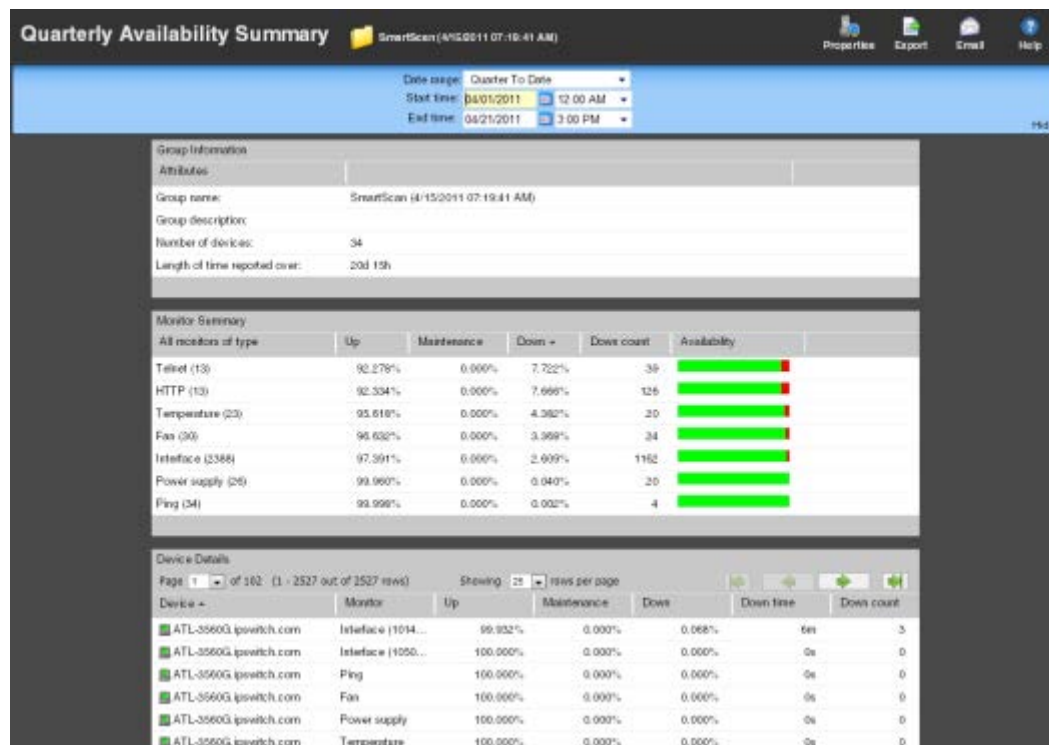 Quarterly Availability Summary SmartScan (4/15/2011 07:19:41 AM) Properties Export Email Help
Date range: Quarter To Date
Start time: 04/01/2011 12:00 AM
End time: 04/21/2011 3:00 PM
Hid
Group Information
Attributes
Group name: SmartScan (4/15/2011 07:19:41 AM)
Group description:
Number of devices: 34
Length of time reported over: 20d 15h
Monitor Summary
All monitors of type Up Maintenance Down Down count Availability
Telnet (13) 92.278% 0.000% 7.722% 39
HTTP (13) 92.334% 0.000% 7.666% 126
Temperature (23) 95.618% 0.000% 4.382% 20
Fan (30) 96.632% 0.000% 3.368% 24
Interface (2388) 97.391% 0.000% 2.609% 1162
Power supply (26) 99.960% 0.000% 0.040% 20
Ping (34) 99.998% 0.000% 0.002% 4
Device Details
Page 1 of 102 (1 - 2527 out of 2527 rows) Showing 25 rows per page
Device Monitor Up Maintenance Down Down time Down count
ATL-3560G.ipswitch.com Interface (1014... 99.932% 0.000% 0.068% 6m 3
ATL-3560G.ipswitch.com Interface (1050... 100.000% 0.000% 0.000% 0s 0
ATL-3560G.ipswitch.com Ping 100.000% 0.000% 0.000% 0s 0
ATL-3560G.ipswitch.com Fan 100.000% 0.000% 0.000% 0s 0
ATL-3560G.ipswitch.com Power supply 100.000% 0.000% 0.000% 0s 0
ATL-3560G.ipswitch.com Temperature 100.000% 0.000% 0.000% 0s 0